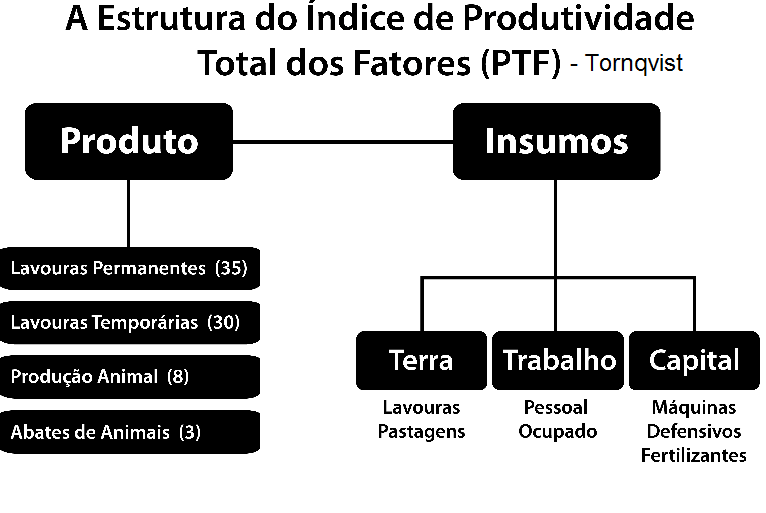 A Estrutura do Índice de Produtividade
Total dos Fatores (PTF) - Tornqvist
Produto
Insumos
Lavouras Permanentes (35)
Lavouras Temporárias (30)
Produção Animal (8)
Abates de Animais (3)
Terra
Trabalho
Capital
Lavouras
Pastagens
Pessoal
Ocupado
Máquinas
Defensivos
Fertilizantes